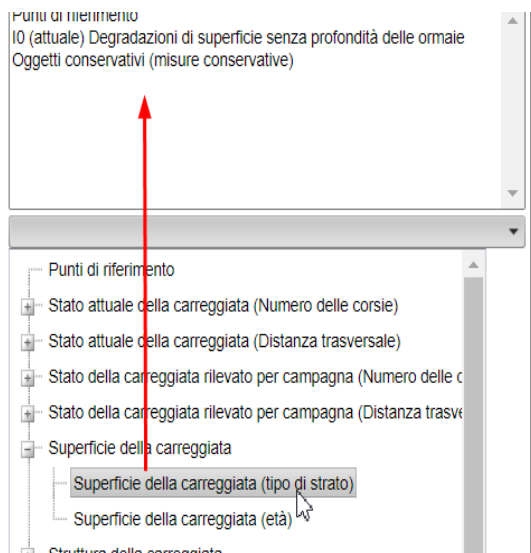 Punti di riferimento
I0 (attuale) Degradazioni di superficie senza profondità delle ormaie
Oggetti conservativi (misure conservative)
Punti di riferimento
Stato attuale della carreggiata (Numero delle corsie)
Stato attuale della carreggiata (Distanza trasversale)
Stato della carreggiata rilevato per campagna (Numero delle c
Stato della carreggiata rilevato per campagna (Distanza trasve
Superficie della carreggiata
Superficie della carreggiata (tipo di strato)
Superficie della carreggiata (età)
Struttura della carreggiata